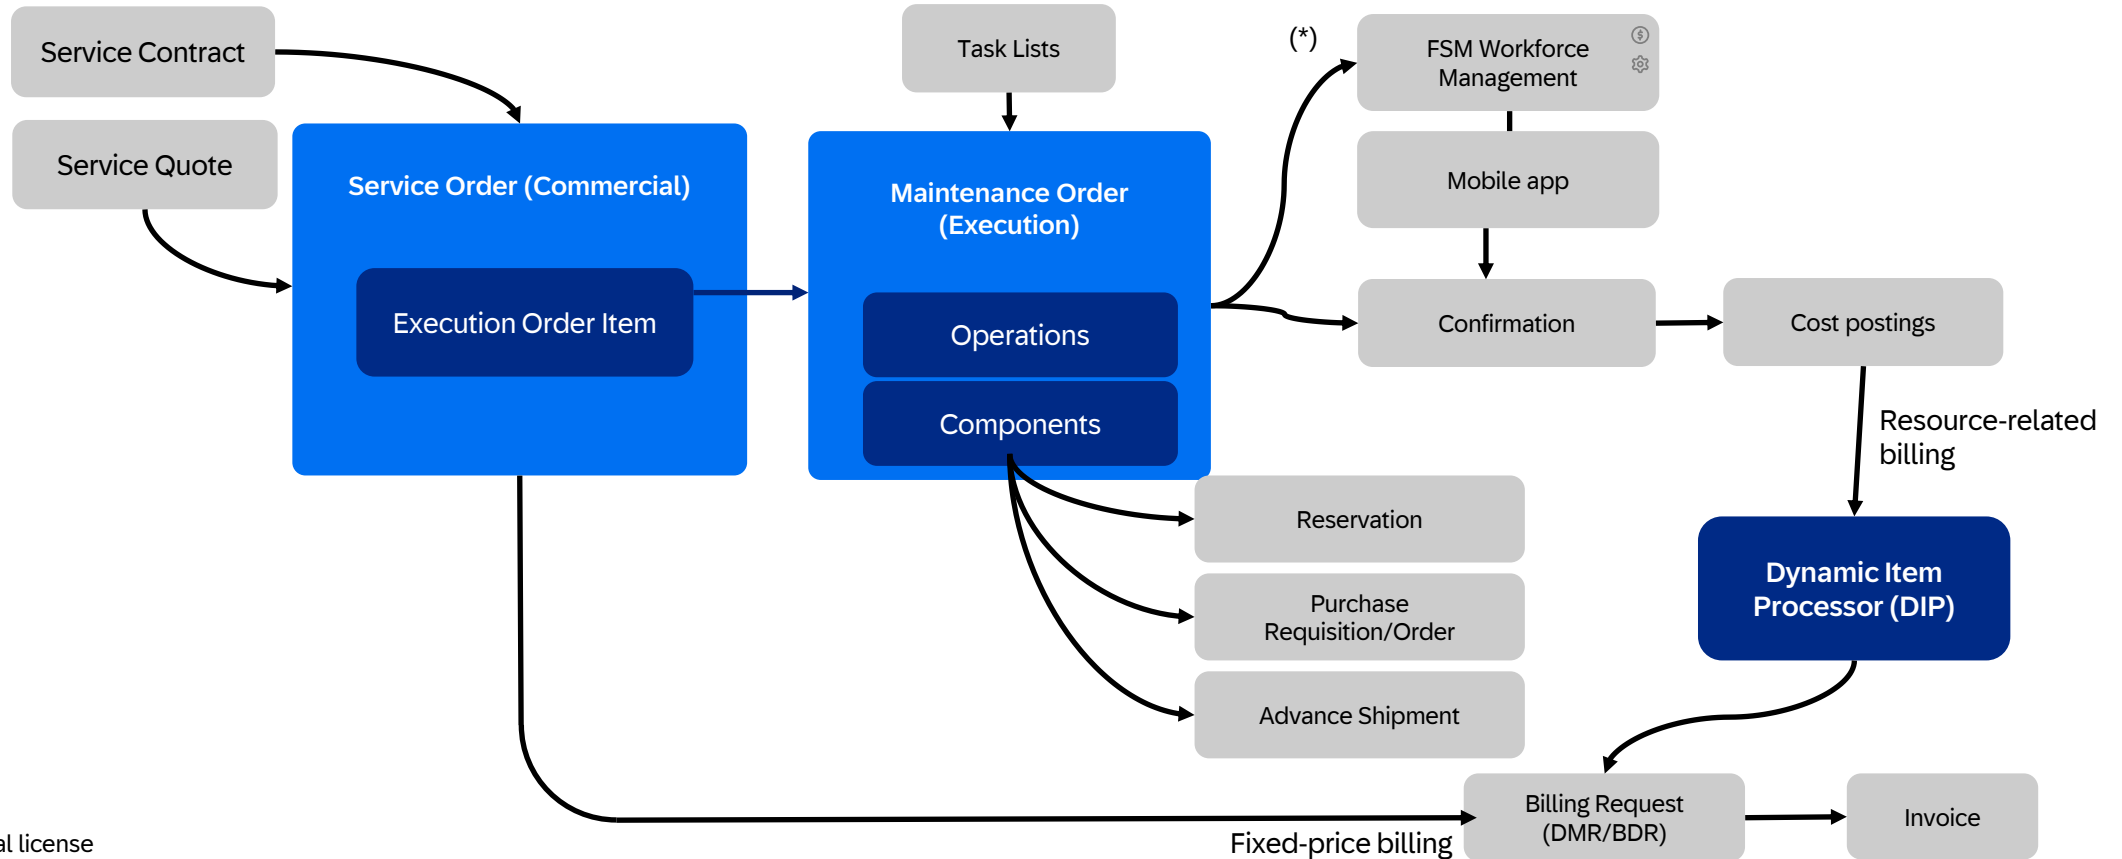 Service Contract
Service Quote
Service Order (Commercial)
Execution Order Item
Task Lists
Maintenance Order
(Execution)
Operations
Components
(*)
FSM Workforce
Management
Mobile app
Confirmation
Cost postings
Resource-related
billing
Reservation
Purchase
Requisition/Order
Advance Shipment
Dynamic Item
Processor (DIP)
Billing Request
(DMR/BDR)
Invoice
Fixed-price billing
license